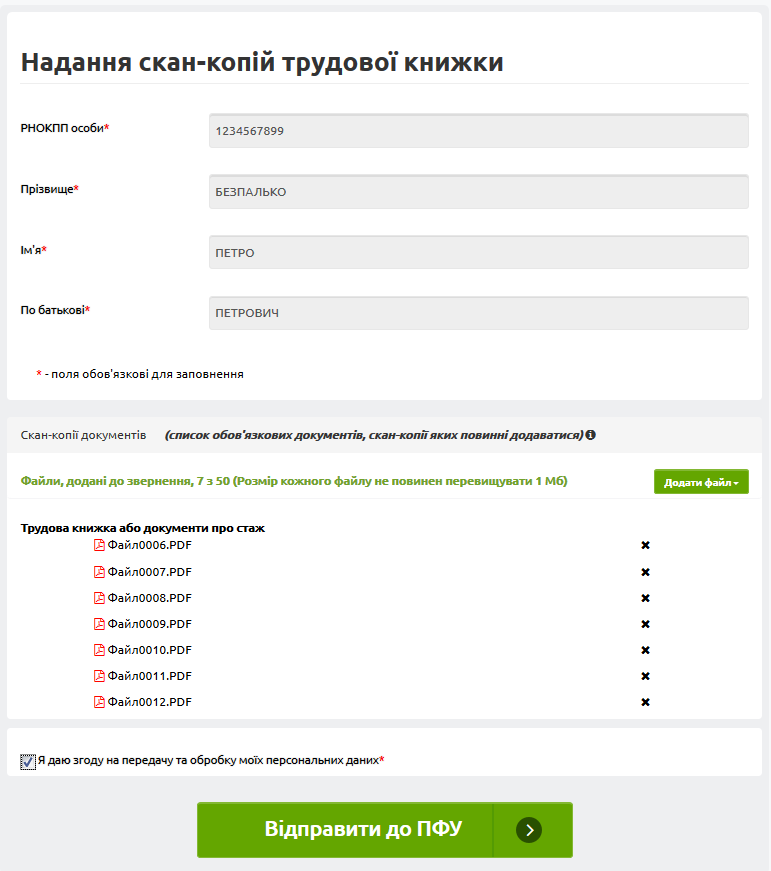 Надання скан-копій трудової книжки
РНОКПП особи* 1234567899
Прізвище* БЕЗПАЛЬКО
Ім'я* ПЕТРО
По батькові* ПЕТРОВИЧ
* - поля обов'язкові для заповнення
Скан-копії документів (список обов'язкових документів, скан-копії яких повинні додаватися)
Файли, додані до звернення, 7 з 50 (Розмір кожного файлу не повинен перевищувати 1 Мб) Додати файл
Трудова книжка або документи про стаж
Файл0006.PDF
Файл0007.PDF
Файл0008.PDF
Файл0009.PDF
Файл0010.PDF
Файл0011.PDF
Файл0012.PDF
Я даю згоду на передачу та обробку моїх персональних даних*
Відправити до ПФУ